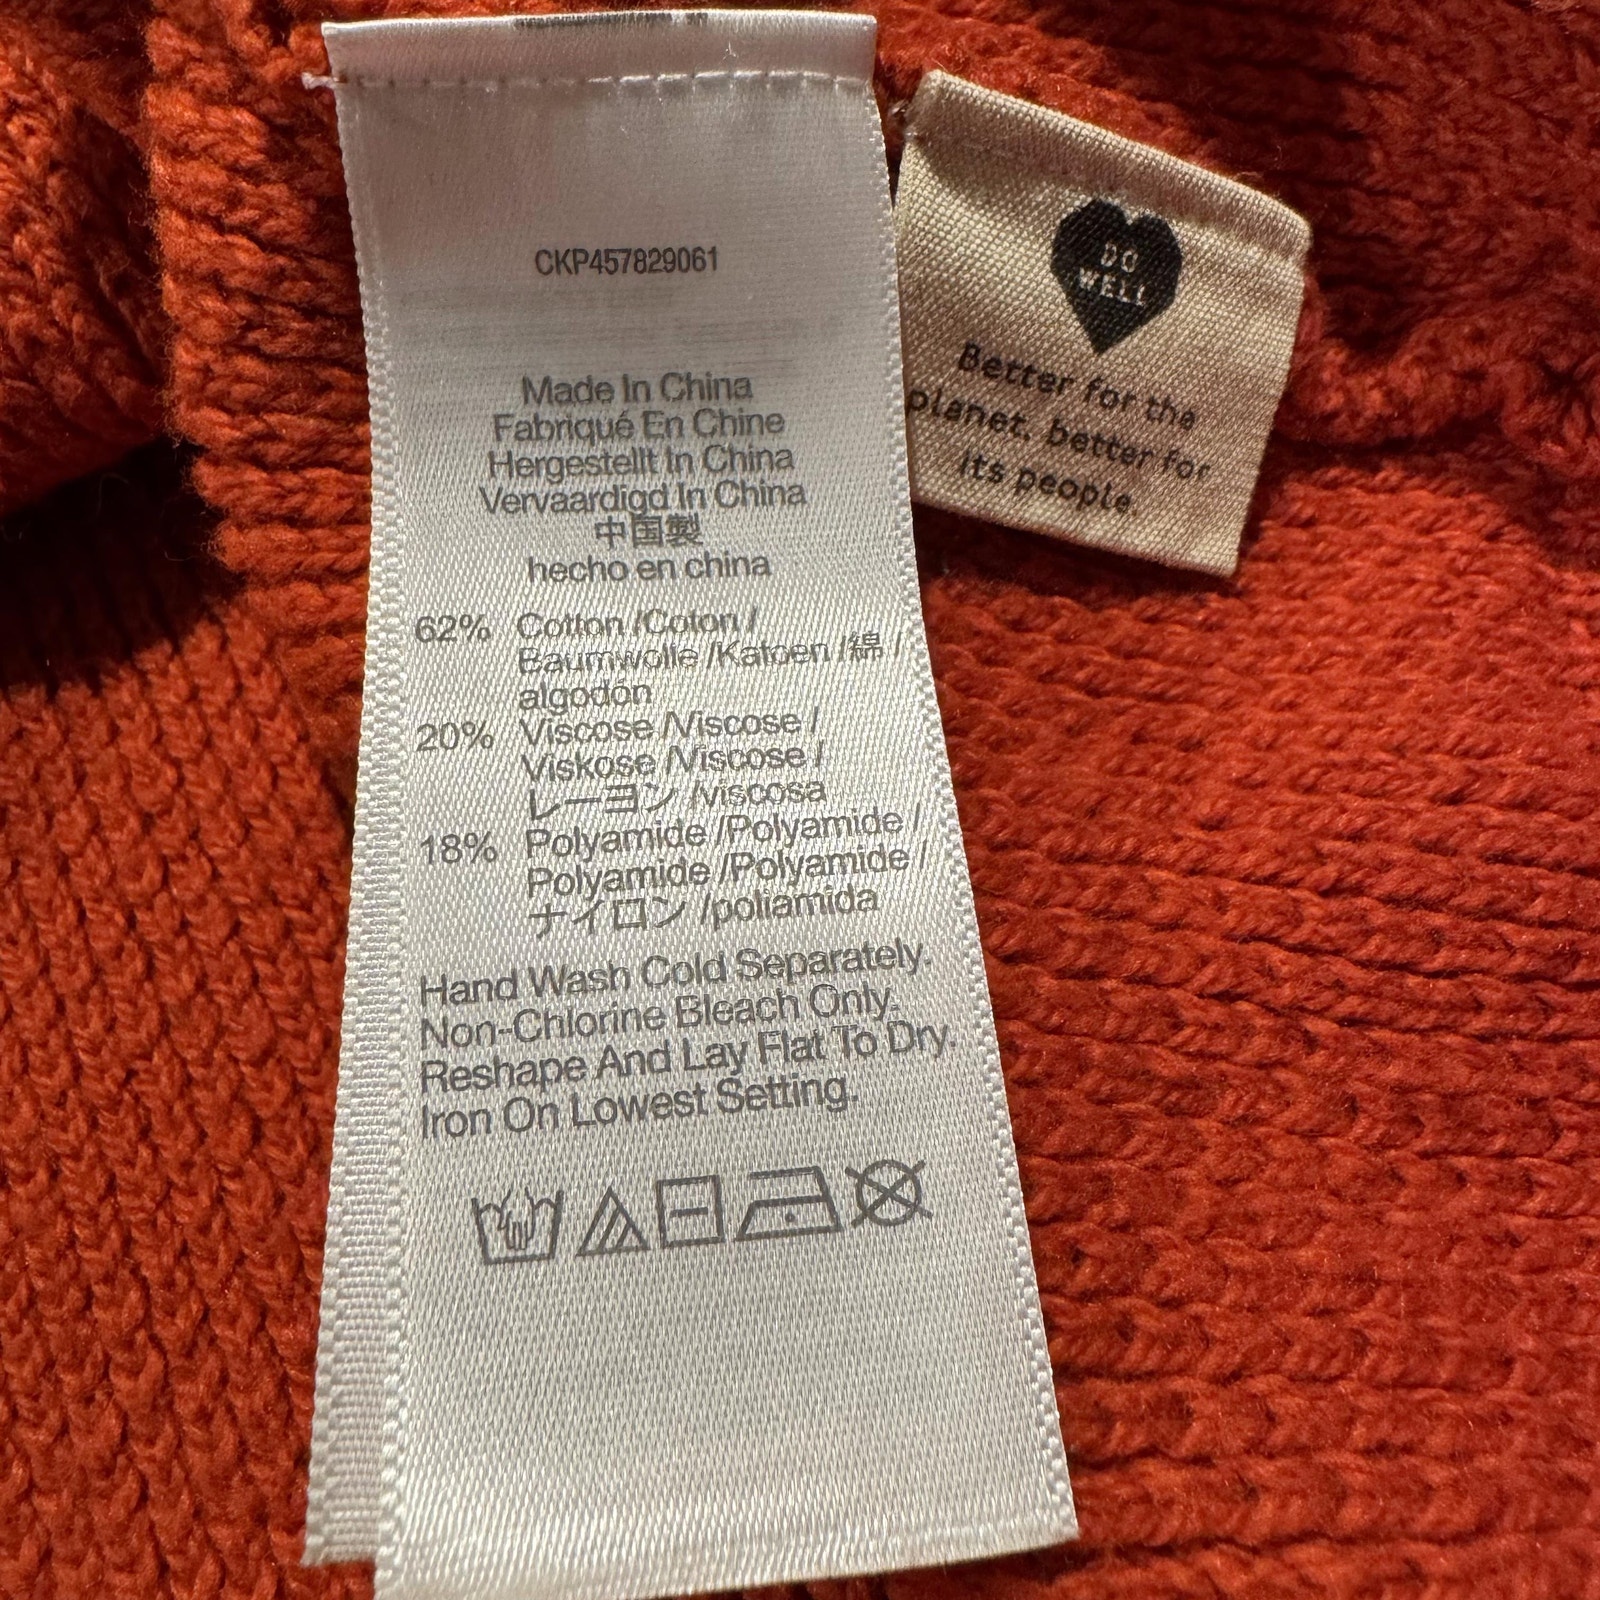 CKP457829061
Made In China
Fabriqué En Chine
Hergestellt In China
Vervaardigd In China
中国製
hecho en china
62% Cotton /Coton /
Baumwolle /Katoen /綿 /
algodón
20% Viscose /Viscose /
Viskose /Viscose /
レーヨン /viscosa
18% Polyamide /Polyamide /
Polyamide /Polyamide /
ナイロン /poliamida
Hand Wash Cold Separately.
Non-Chlorine Bleach Only.
Reshape And Lay Flat To Dry.
Iron On Lowest Setting.
DO
WELL
Better for the
planet. better for
its people.